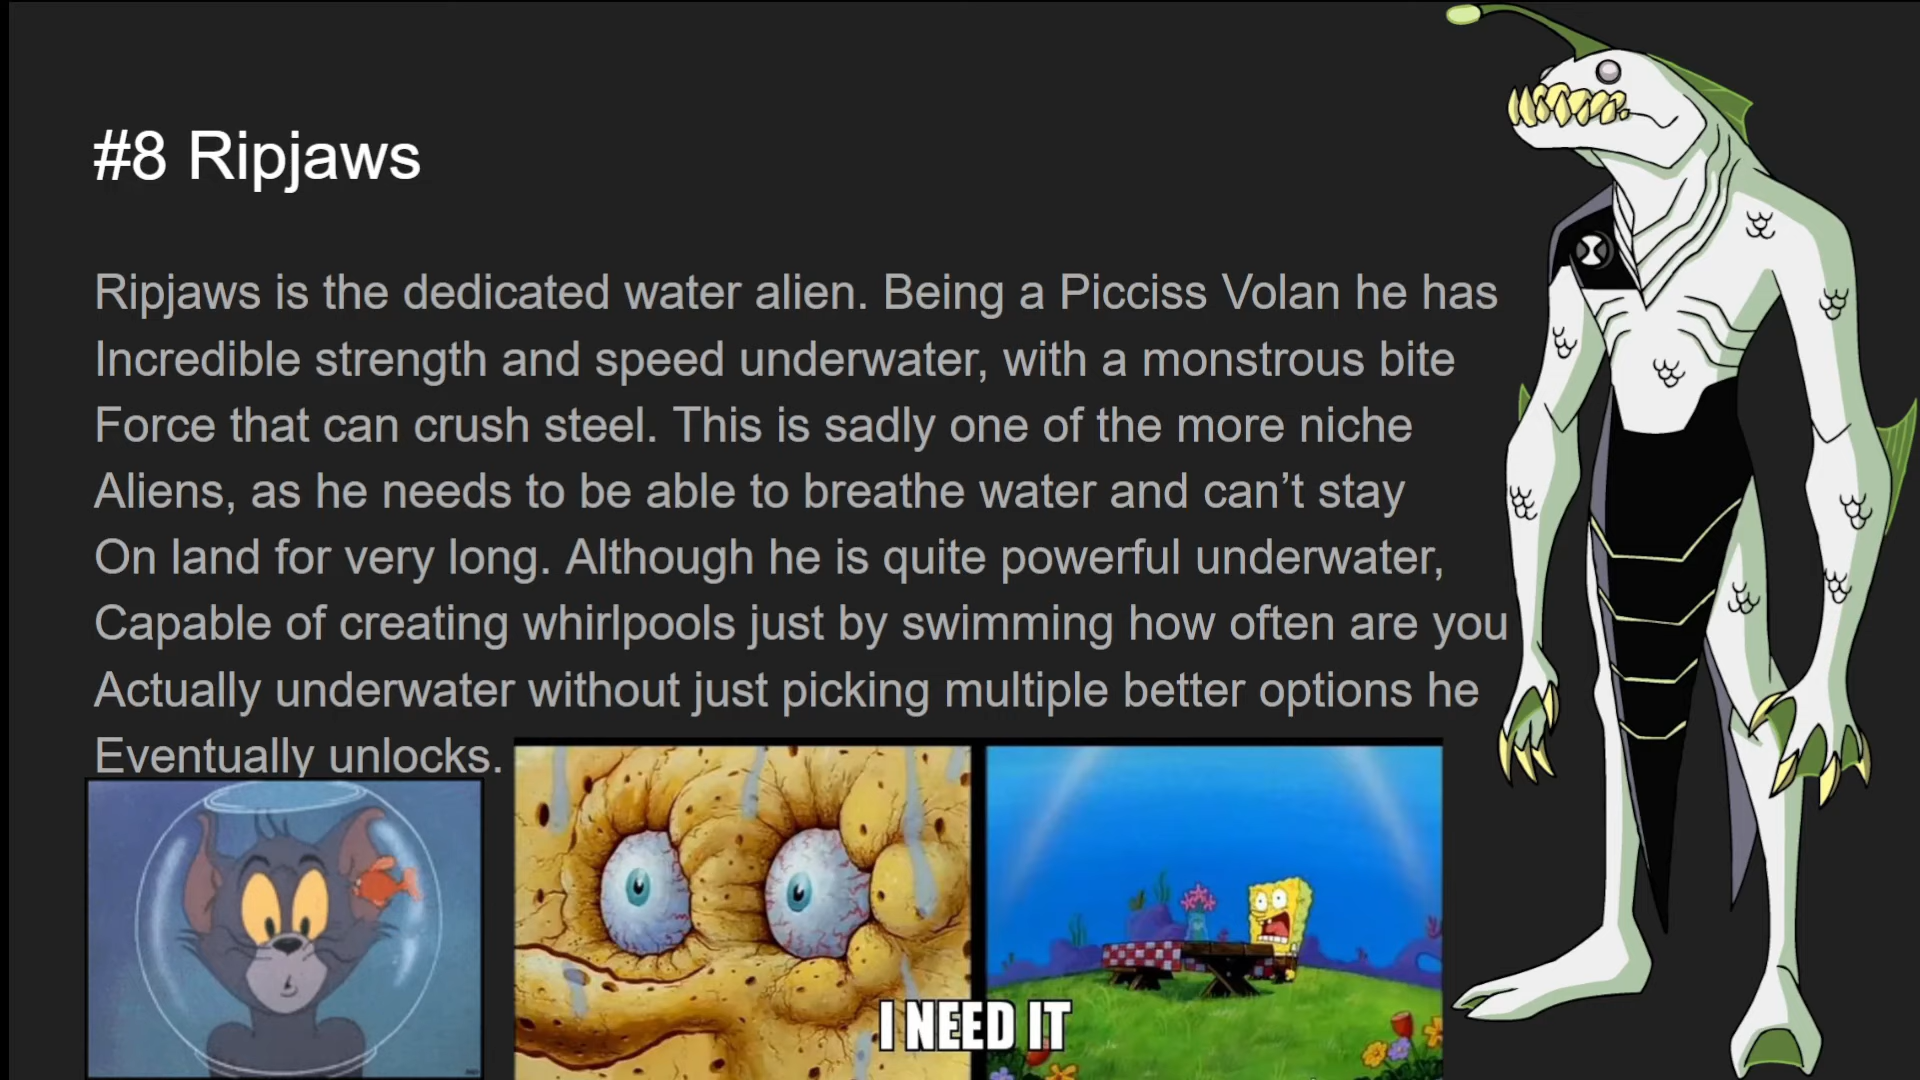 #8 Ripjaws
Ripjaws is the dedicated water alien. Being a Picciss Volan he has
Incredible strength and speed underwater, with a monstrous bite
Force that can crush steel. This is sadly one of the more niche
Aliens, as he needs to be able to breathe water and can’t stay
On land for very long. Although he is quite powerful underwater,
Capable of creating whirlpools just by swimming how often are you
Actually underwater without just picking multiple better options he
Eventually unlocks.
I NEED IT